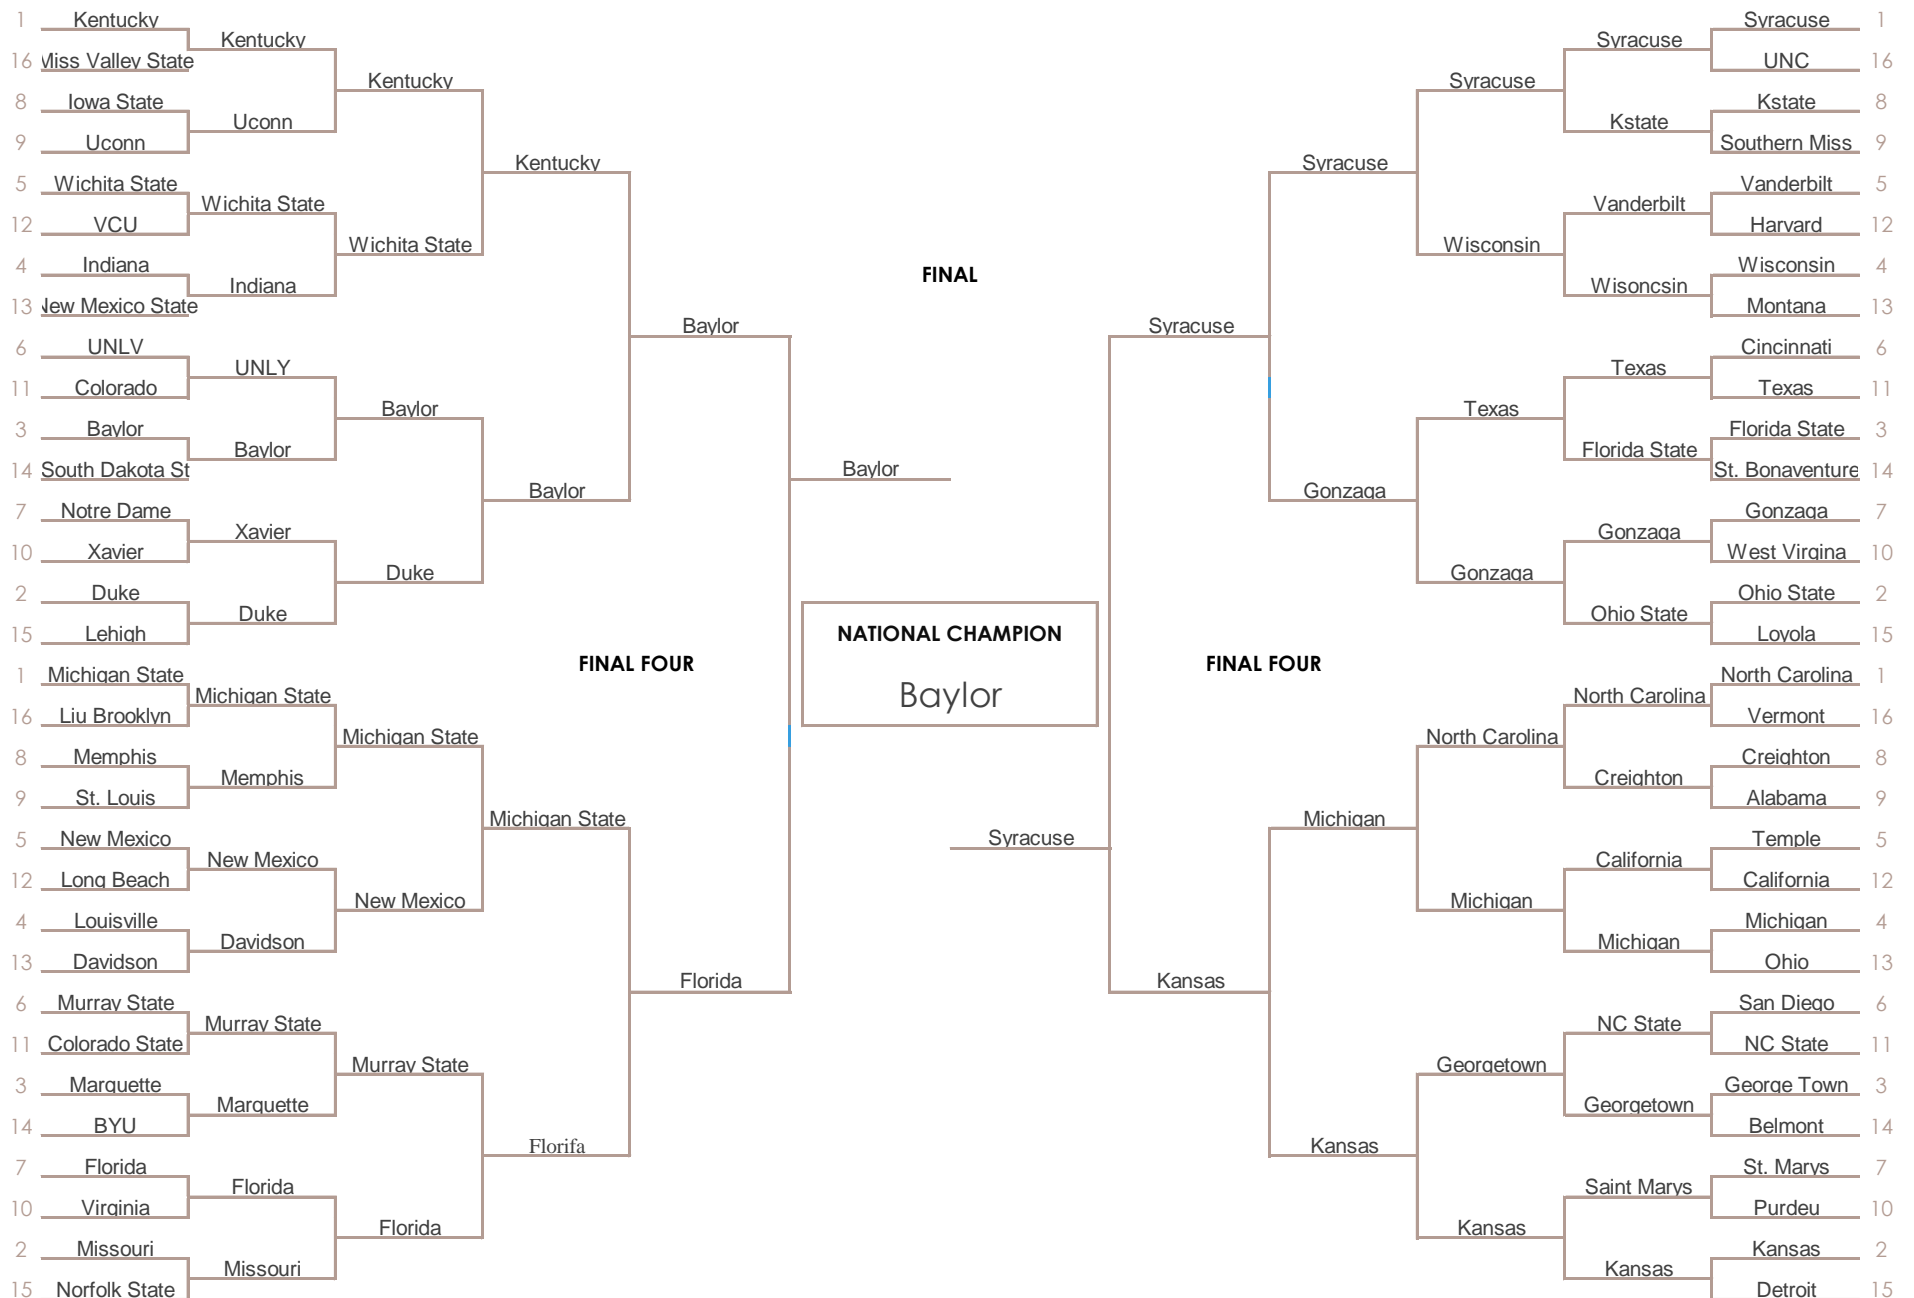 1 Kentucky
Kentucky
16 Miss Valley State
Kentucky
8 Iowa State
Uconn
9 Uconn
Kentucky
5 Wichita State
Wichita State
12 VCU
Wichita State
4 Indiana
Indiana
13 New Mexico State
Baylor
6 UNLV
UNLY
11 Colorado
Baylor
3 Baylor
Baylor
14 South Dakota St
Baylor
7 Notre Dame
Xavier
10 Xavier
Duke
2 Duke
Duke
15 Lehigh
FINAL FOUR
1 Michigan State
Michigan State
16 Liu Brooklyn
Michigan State
8 Memphis
Memphis
9 St. Louis
Michigan State
5 New Mexico
New Mexico
12 Long Beach
New Mexico
4 Louisville
Davidson
13 Davidson
Florida
6 Murray State
Murray State
11 Colorado State
Murray State
3 Marquette
Marquette
14 BYU
Florifa
7 Florida
Florida
10 Virginia
Florida
2 Missouri
Missouri
15 Norfolk State
FINAL
Baylor
NATIONAL CHAMPION
Baylor
Syracuse
Syracuse 1
Syracuse
UNC 16
Syracuse
Kstate 8
Kstate
Southern Miss 9
Syracuse
Vanderbilt 5
Vanderbilt
Harvard 12
Wisconsin
Wisconsin 4
Wisoncsin
Montana 13
Syracuse
Cincinnati 6
Texas
Texas 11
Texas
Florida State 3
Florida State
St. Bonaventure 14
Gonzaga
Gonzaga 7
Gonzaga
West Virgina 10
Gonzaga
Ohio State 2
Ohio State
Loyola 15
FINAL FOUR
North Carolina 1
North Carolina
Vermont 16
North Carolina
Creighton 8
Creighton
Alabama 9
Michigan
Temple 5
California
California 12
Michigan
Michigan 4
Michigan
Ohio 13
Kansas
San Diego 6
NC State
NC State 11
Georgetown
George Town 3
Georgetown
Belmont 14
Kansas
St. Marys 7
Saint Marys
Purdeu 10
Kansas
Kansas 2
Kansas
Detroit 15